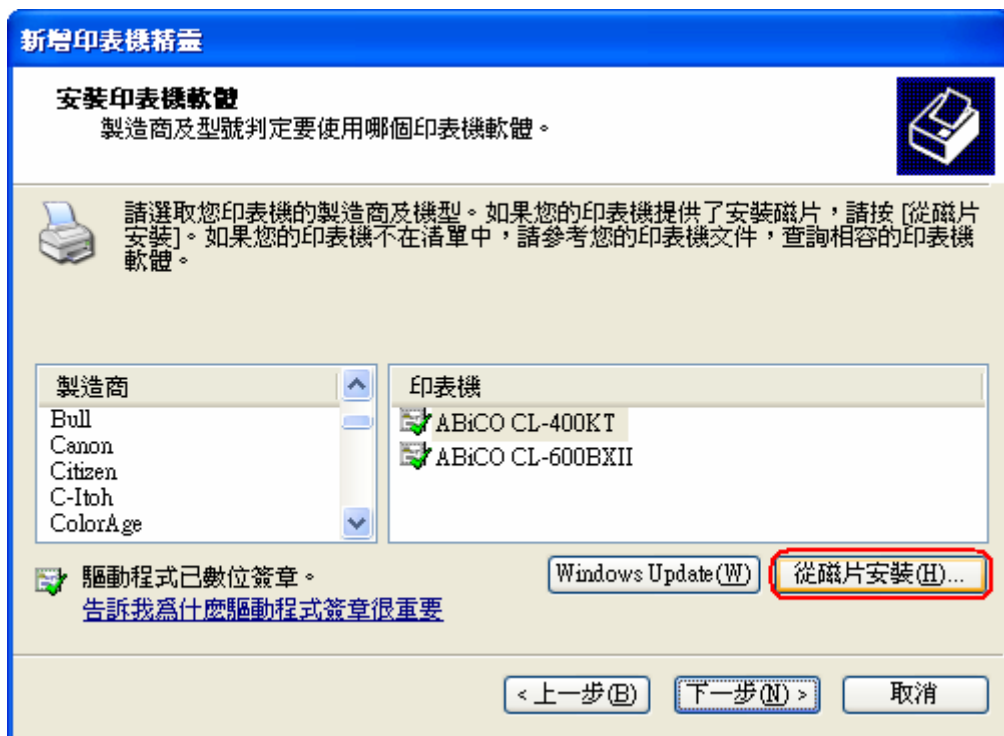 新增印表機精靈
安裝印表機軟體
製造商及型號判定要使用哪個印表機軟體。
請選取您印表機的製造商及機型。如果您的印表機提供了安裝磁片，請按 [從磁片
安裝]。如果您的印表機不在清單中，請參考您的印表機文件，查詢相容的印表機
軟體。
製造商
Bull
Canon
Citizen
C-Itoh
ColorAge
印表機
ABiCO CL-400KT
ABiCO CL-600BXII
驅動程式已數位簽章。
告訴我爲什麼驅動程式簽章很重要
Windows Update(W)
從磁片安裝(H)...
<上一步(B)
下一步(N)>
取消